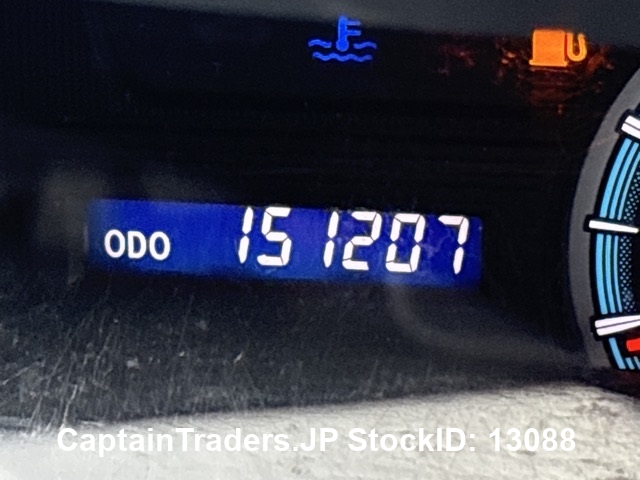 ODO 151207
CaptainTraders.JP StockID: 13088